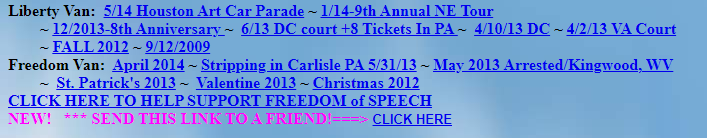 Liberty Van:  5/14 Houston Art Car Parade ~ 1/14-9th Annual NE Tour
~ 12/2013-8th Anniversary ~  6/13 DC court +8 Tickets In PA ~  4/10/13 DC ~ 4/2/13 VA Court
~ FALL 2012 ~ 9/12/2009
Freedom Van:  April 2014 ~ Stripping in Carlisle PA 5/31/13 ~ May 2013 Arrested/Kingwood, WV
~  St. Patrick's 2013 ~  Valentine 2013 ~ Christmas 2012
CLICK HERE TO HELP SUPPORT FREEDOM of SPEECH
NEW!   *** SEND THIS LINK TO A FRIEND!===> CLICK HERE